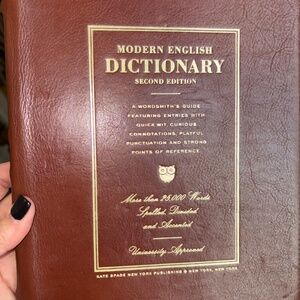 MODERN ENGLISH
DICTIONARY
SECOND EDITION
A WORDSMITH'S GUIDE
FEATURING ENTRIES WITH
QUICK WIT, CURIOUS
CONNOTATIONS, PLAYFUL
PUNCTUATION AND STRONG
POINTS OF REFERENCE.
More than 25,000 Words
Spelled, Divided
and Accented
University Approved
KATE SPADE NEW YORK PUBLISHING NEW YORK, NEW YORK